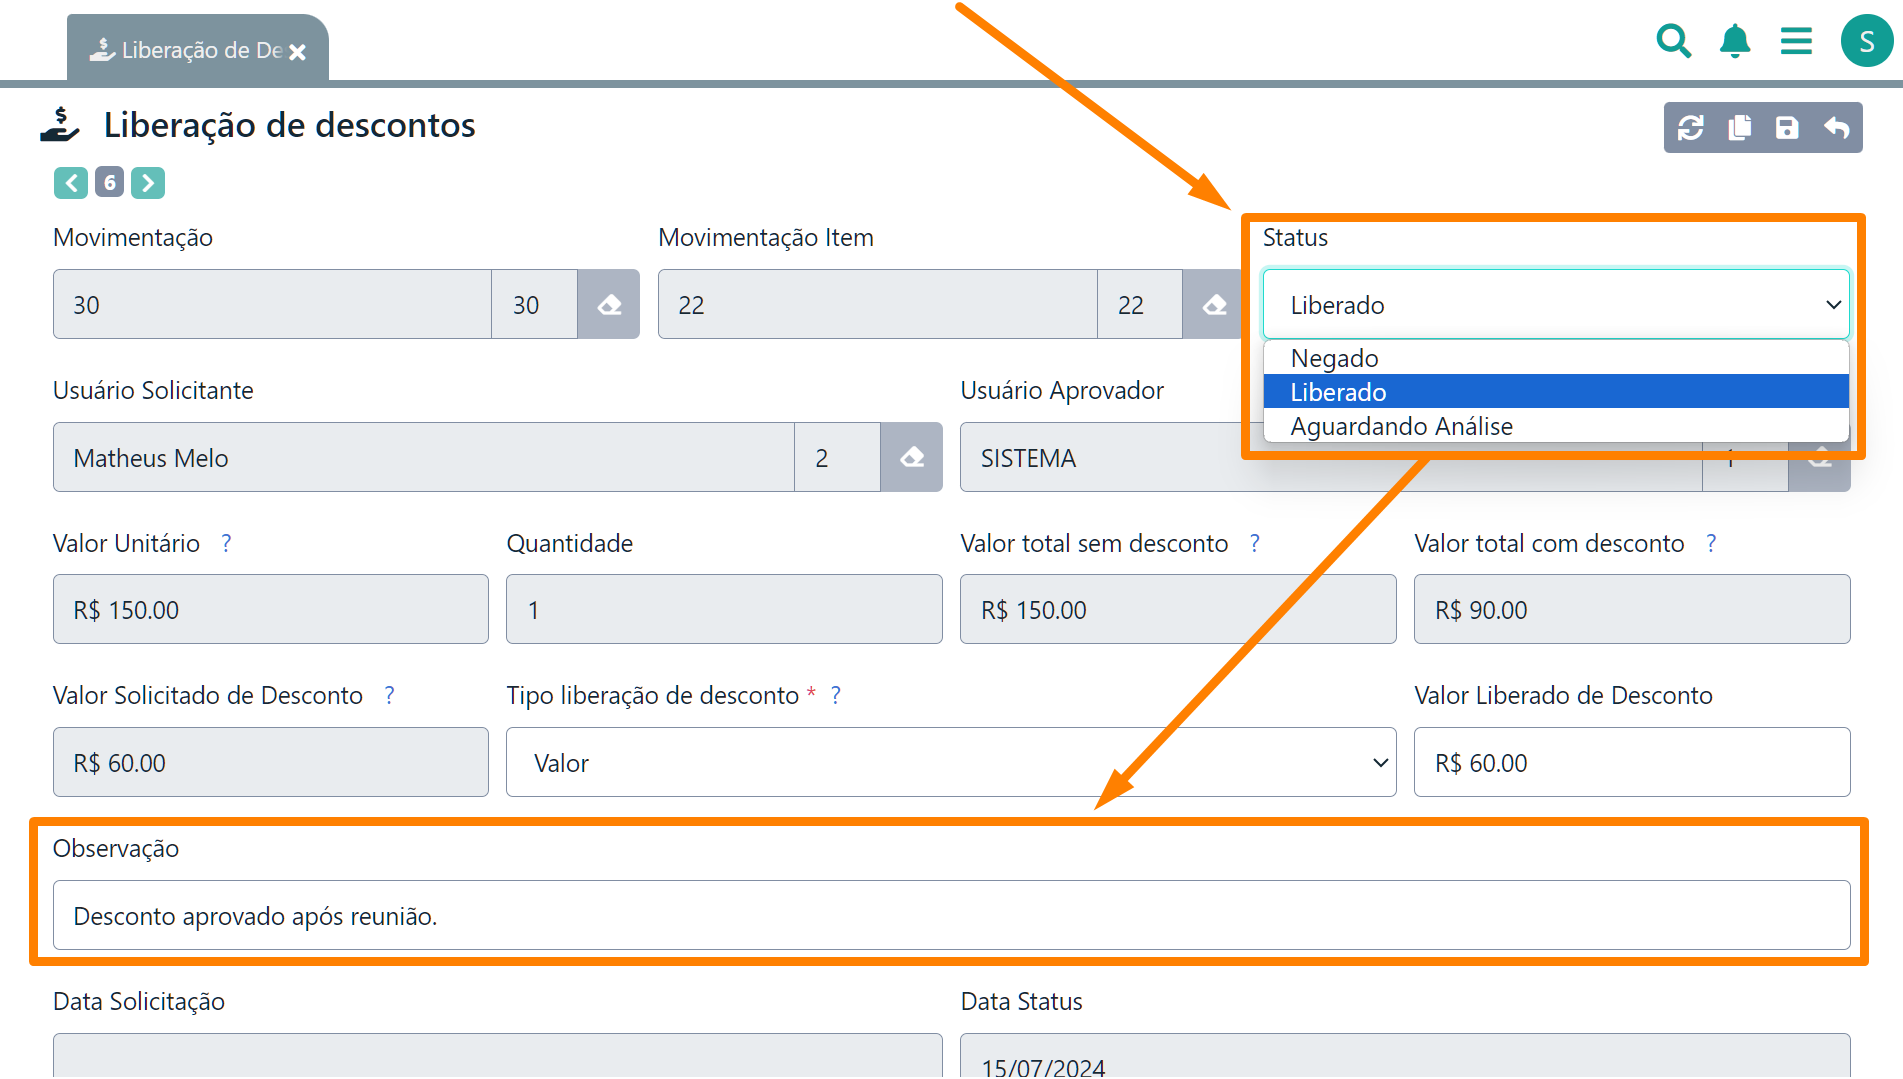 Liberação de De
S
Liberação de descontos
6
Movimentação
Movimentação Item
Status
30
30
22
22
Liberado
Negado
Liberado
Aguardando Análise
Usuário Solicitante
Usuário Aprovador
Matheus Melo
2
SISTEMA
1
Valor Unitário ?
Quantidade
Valor total sem desconto ?
Valor total com desconto ?
R$ 150.00
1
R$ 150.00
R$ 90.00
Valor Solicitado de Desconto ?
Tipo liberação de desconto * ?
Valor Liberado de Desconto
R$ 60.00
Valor
R$ 60.00
Observação
Desconto aprovado após reunião.
Data Solicitação
Data Status
15/07/2024